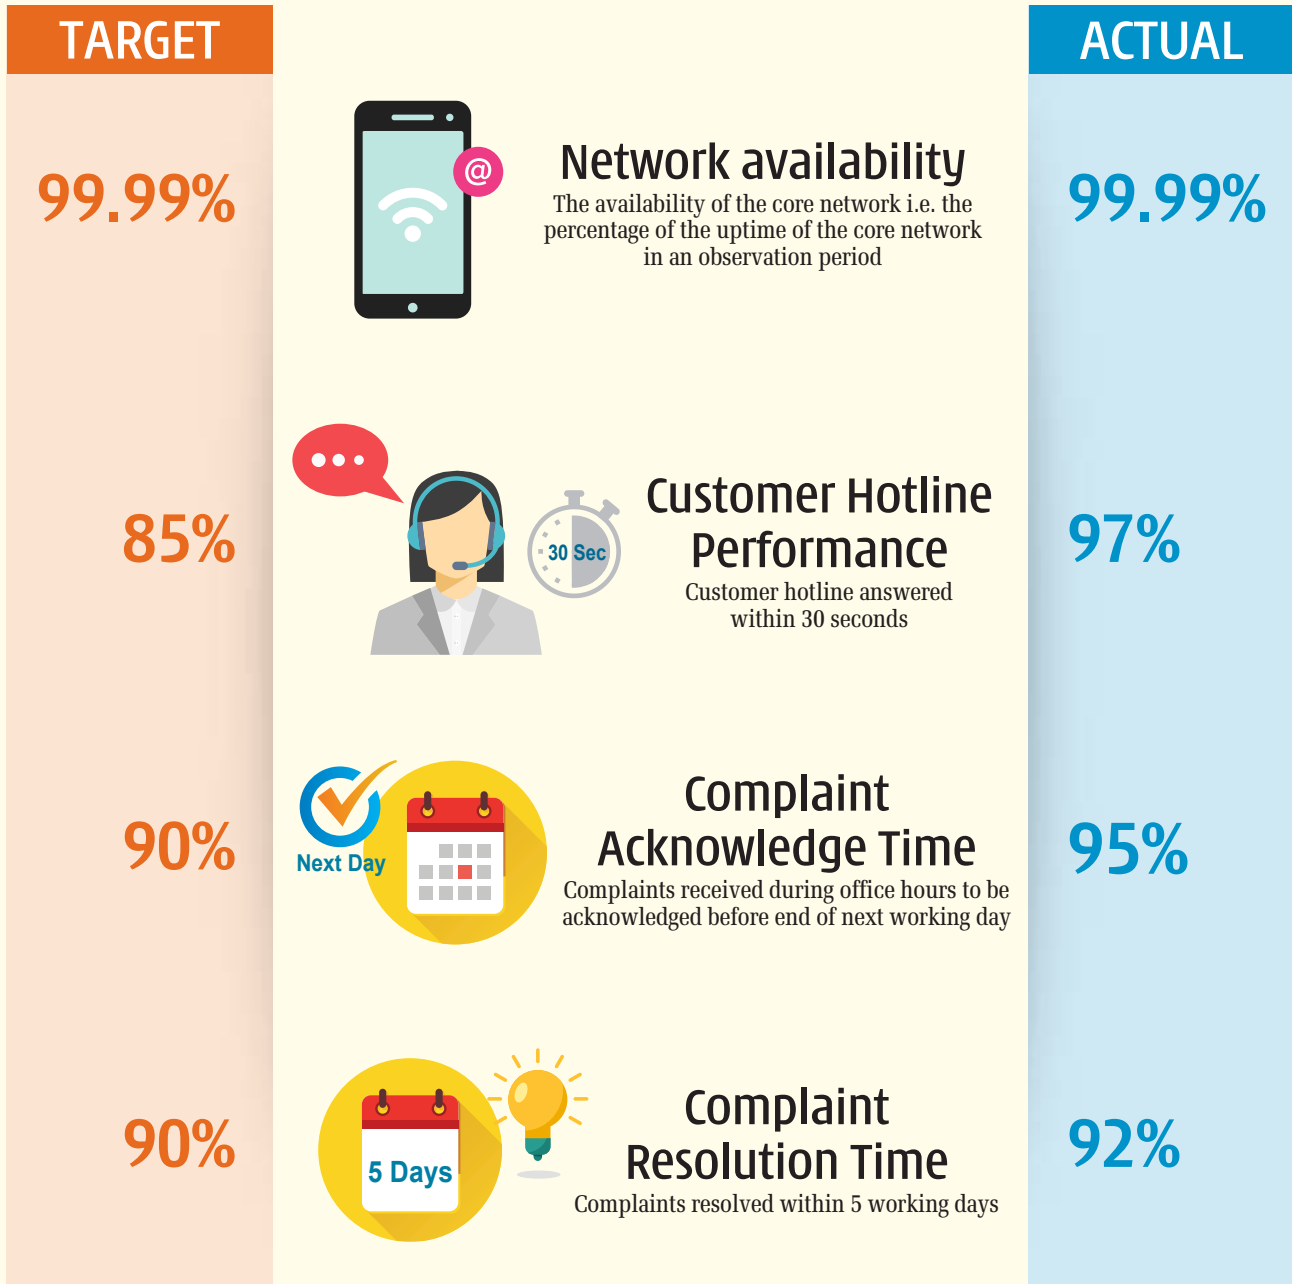 TARGET
ACTUAL
99.99%
@
Network availability
The availability of the core network i.e. the
percentage of the uptime of the core network
in an observation period
99.99%
85%
30 Sec
Customer Hotline
Performance
Customer hotline answered
within 30 seconds
97%
90%
Next Day
Complaint
Acknowledge Time
Complaints received during office hours to be
acknowledged before end of next working day
95%
90%
5 Days
Complaint
Resolution Time
Complaints resolved within 5 working days
92%